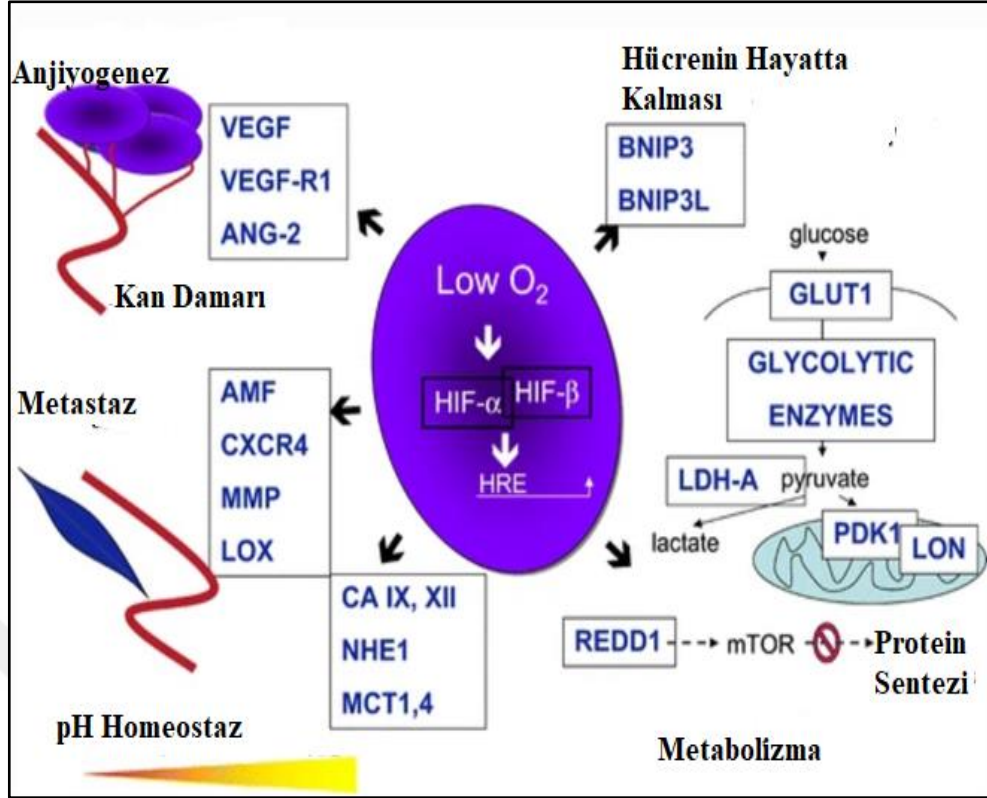 Anjiyogenez
VEGF
VEGF-R1
ANG-2
Kan Damarı
Hücrenin Hayatta
Kalması
BNIP3
BNIP3L
Low O₂
HIF-α
HIF-β
HRE
Metastaz
AMF
CXCR4
MMP
LOX
CA IX, XII
NHE1
MCT1,4
pH Homeostaz
glucose
GLUT1
GLYCOLYTIC
ENZYMES
LDH-A
pyruvate
lactate
PDK1
LON
REDD1
mTOR
Protein
Sentezi
Metabolizma